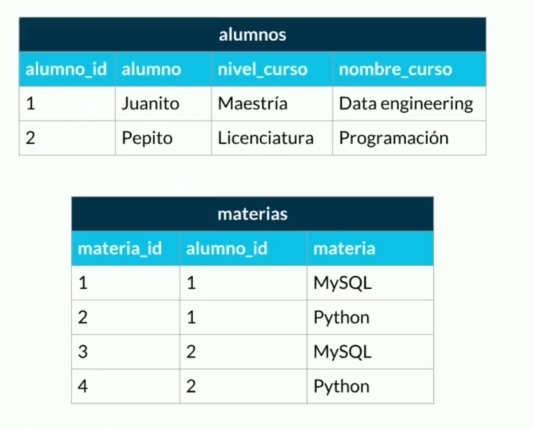 alumnos
alumno_id alumno nivel_curso nombre_curso
1 Juanito Maestría Data engineering
2 Pepito Licenciatura Programación
materias
materia_id alumno_id materia
1 1 MySQL
2 1 Python
3 2 MySQL
4 2 Python